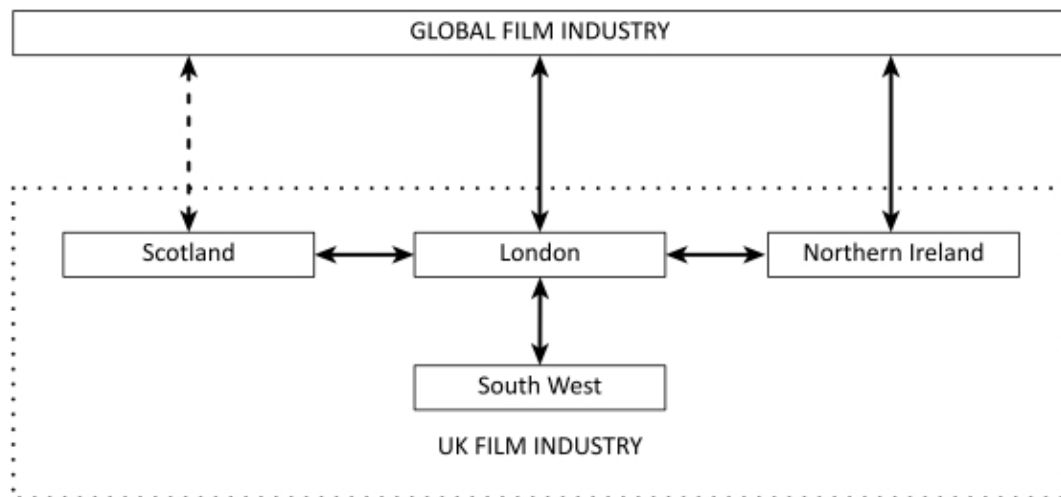 GLOBAL FILM INDUSTRY
Scotland
London
Northern Ireland
South West
UK FILM INDUSTRY